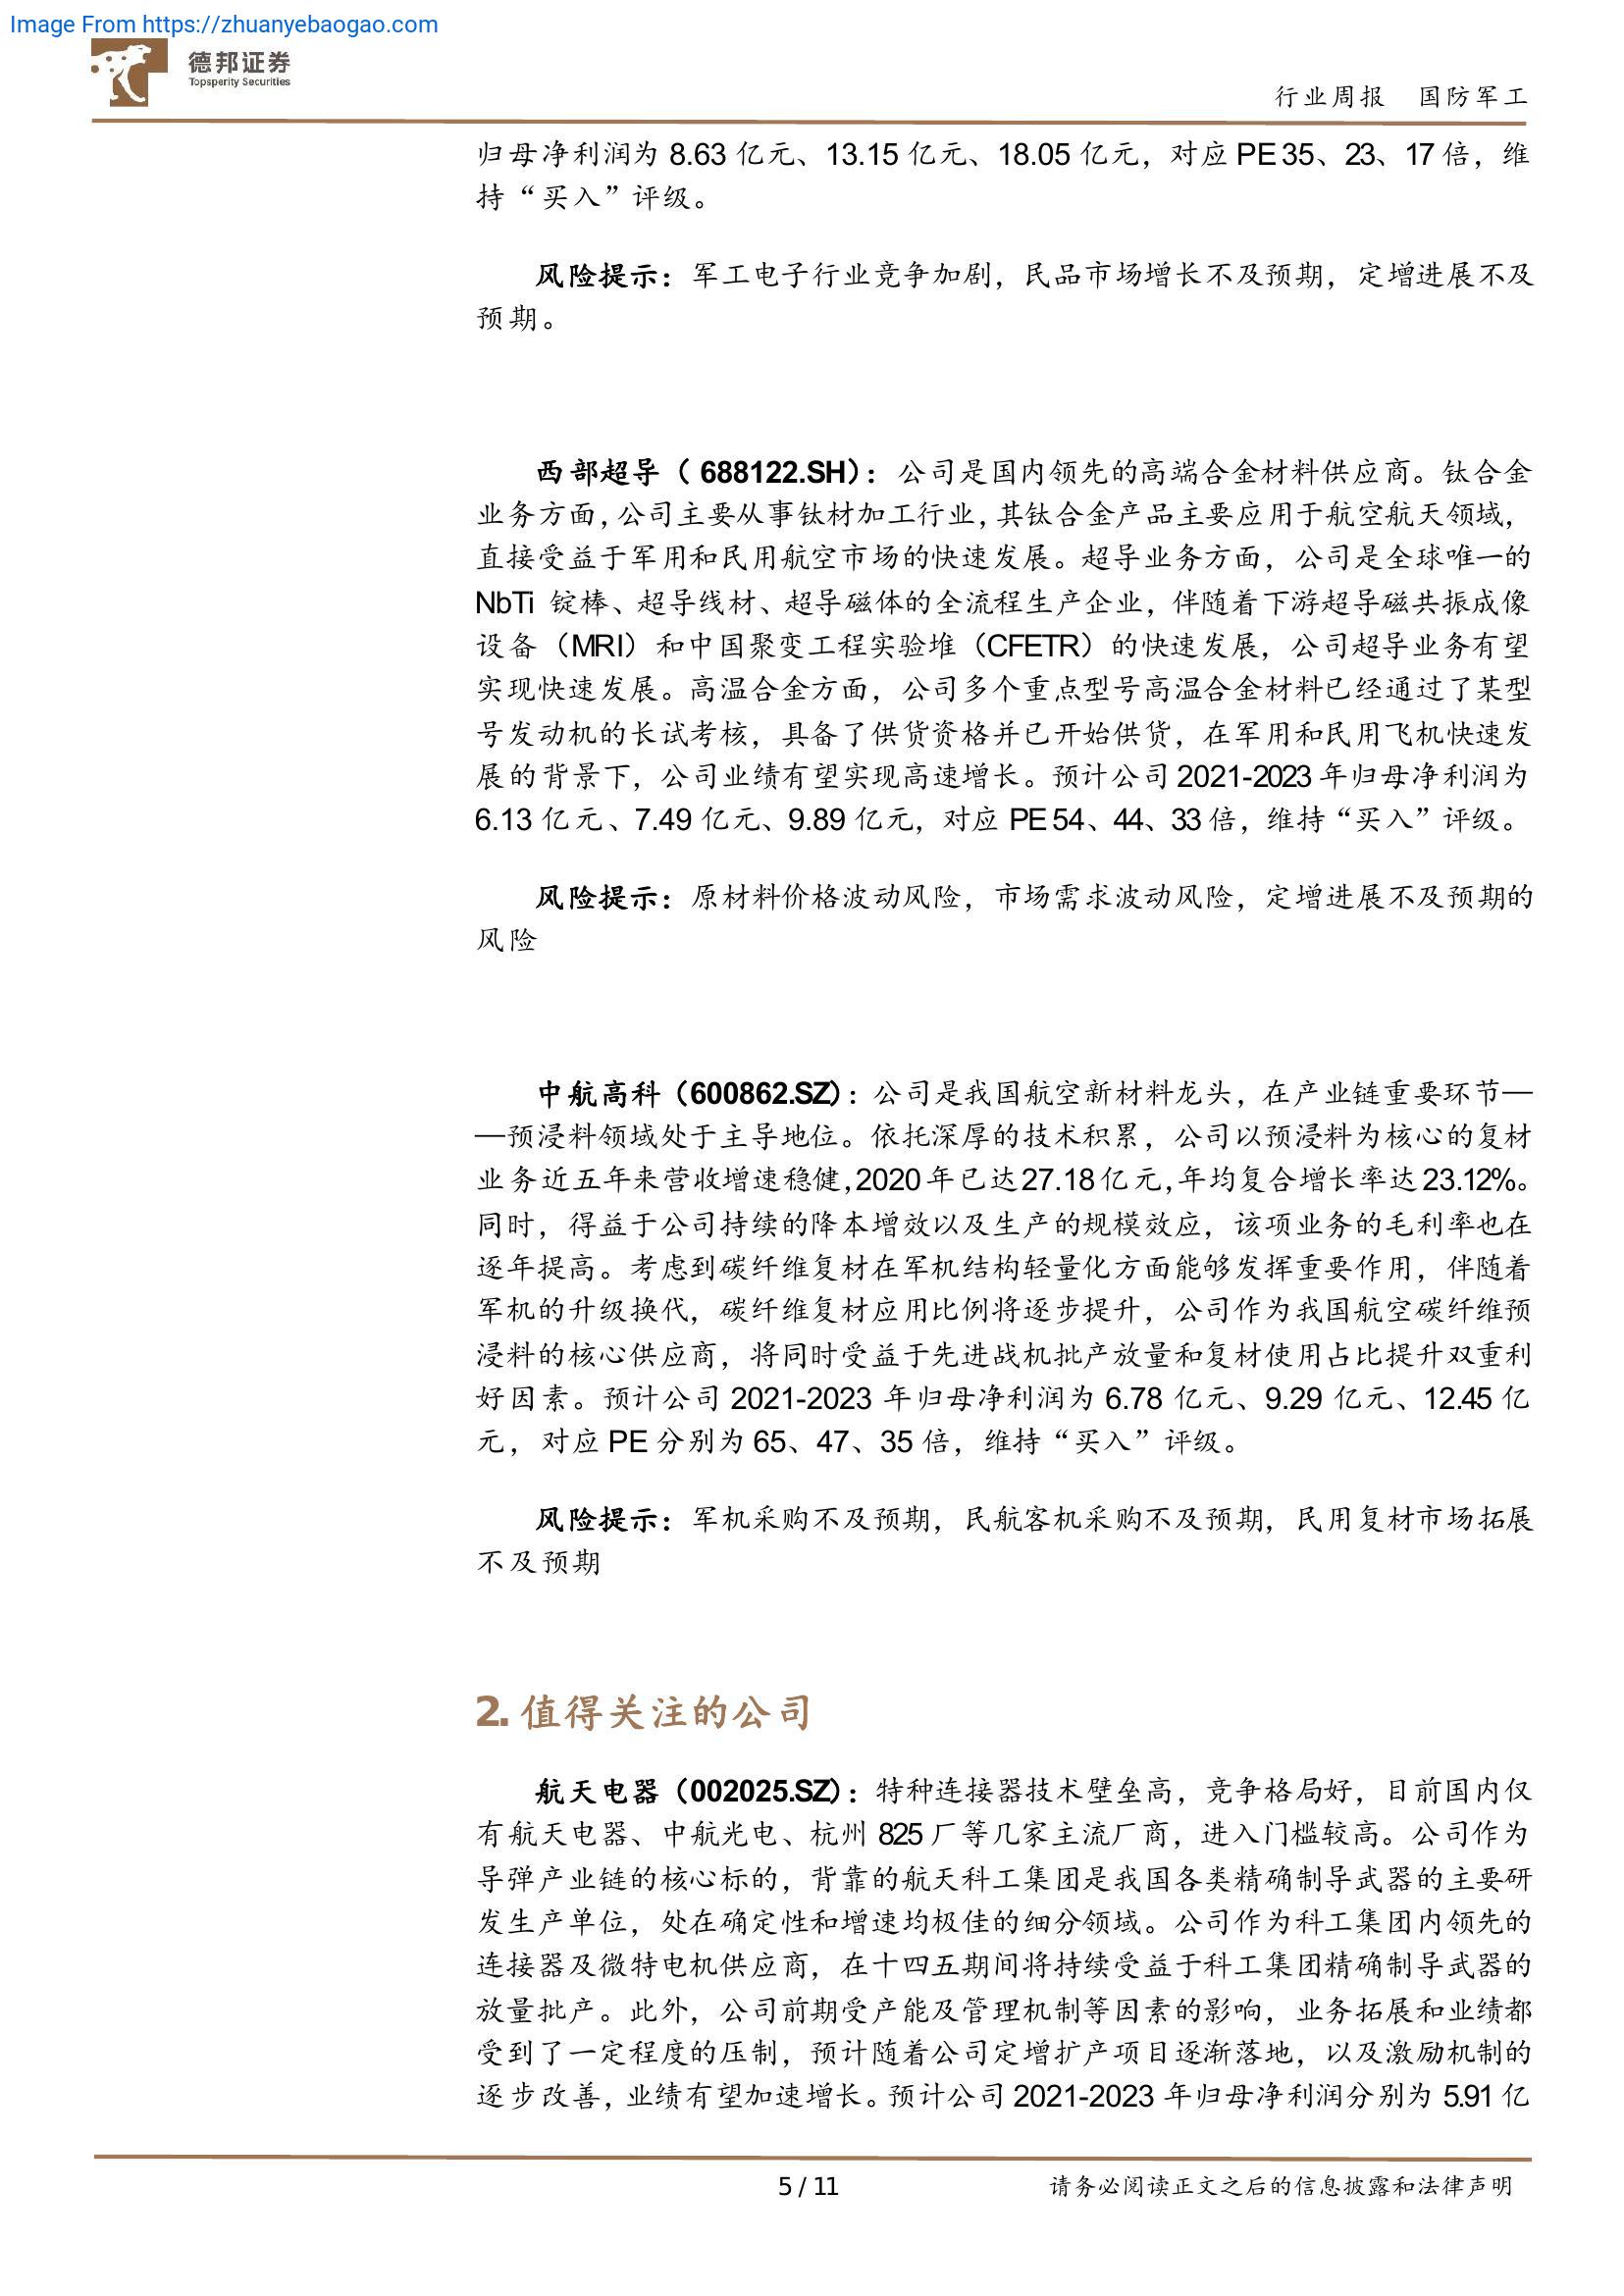 Image From https://zhuanyebaogao.com
德邦证券
Topsperity Securities
行业周报 国防军工
归母净利润为 8.63 亿元、13.15 亿元、18.05 亿元，对应 PE 35、23、17 倍，维
持“买入”评级。
风险提示：军工电子行业竞争加剧，民品市场增长不及预期，定增进展不及
预期。
西部超导（ 688122.SH）：公司是国内领先的高端合金材料供应商。钛合金
业务方面，公司主要从事钛材加工行业，其钛合金产品主要应用于航空航天领域，
直接受益于军用和民用航空市场的快速发展。超导业务方面，公司是全球唯一的
NbTi 锭棒、超导线材、超导磁体的全流程生产企业，伴随着下游超导磁共振成像
设备（MRI）和中国聚变工程实验堆（CFETR）的快速发展，公司超导业务有望
实现快速发展。高温合金方面，公司多个重点型号高温合金材料已经通过了某型
号发动机的长试考核，具备了供货资格并已开始供货，在军用和民用飞机快速发
展的背景下，公司业绩有望实现高速增长。预计公司 2021-2023 年归母净利润为
6.13 亿元、7.49 亿元、9.89 亿元，对应 PE 54、44、33 倍，维持“买入”评级。
风险提示：原材料价格波动风险，市场需求波动风险，定增进展不及预期的
风险
中航高科（600862.SZ）：公司是我国航空新材料龙头，在产业链重要环节—
—预浸料领域处于主导地位。依托深厚的技术积累，公司以预浸料为核心的复材
业务近五年来营收增速稳健，2020 年已达 27.18 亿元，年均复合增长率达 23.12%。
同时，得益于公司持续的降本增效以及生产的规模效应，该项业务的毛利率也在
逐年提高。考虑到碳纤维复材在军机结构轻量化方面能够发挥重要作用，伴随着
军机的升级换代，碳纤维复材应用比例将逐步提升，公司作为我国航空碳纤维预
浸料的核心供应商，将同时受益于先进战机批产放量和复材使用占比提升双重利
好因素。预计公司 2021-2023 年归母净利润为 6.78 亿元、9.29 亿元、12.45 亿
元，对应 PE 分别为 65、47、35 倍，维持“买入”评级。
风险提示：军机采购不及预期，民航客机采购不及预期，民用复材市场拓展
不及预期
2. 值得关注的公司
航天电器（002025.SZ）：特种连接器技术壁垒高，竞争格局好，目前国内仅
有航天电器、中航光电、杭州 825 厂等几家主流厂商，进入门槛较高。公司作为
导弹产业链的核心标的，背靠的航天科工集团是我国各类精确制导武器的主要研
发生产单位，处在确定性和增速均极佳的细分领域。公司作为科工集团内领先的
连接器及微特电机供应商，在十四五期间将持续受益于科工集团精确制导武器的
放量批产。此外，公司前期受产能及管理机制等因素的影响，业务拓展和业绩都
受到了一定程度的压制，预计随着公司定增扩产项目逐渐落地，以及激励机制的
逐步改善，业绩有望加速增长。预计公司 2021-2023 年归母净利润分别为 5.91 亿
5 / 11
请务必阅读正文之后的信息披露和法律声明